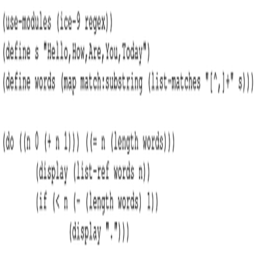 (use-modules (ice-9 regex))
(define s "Hello,How,Are,You,Today")
(define words (map match:substring (list-matches "[^,]+" s)))
(do ((n 0 (+ n 1))) ((= n (length words)))
(display (list-ref words n))
(if (< n (- (length words) 1))
(display ".")))